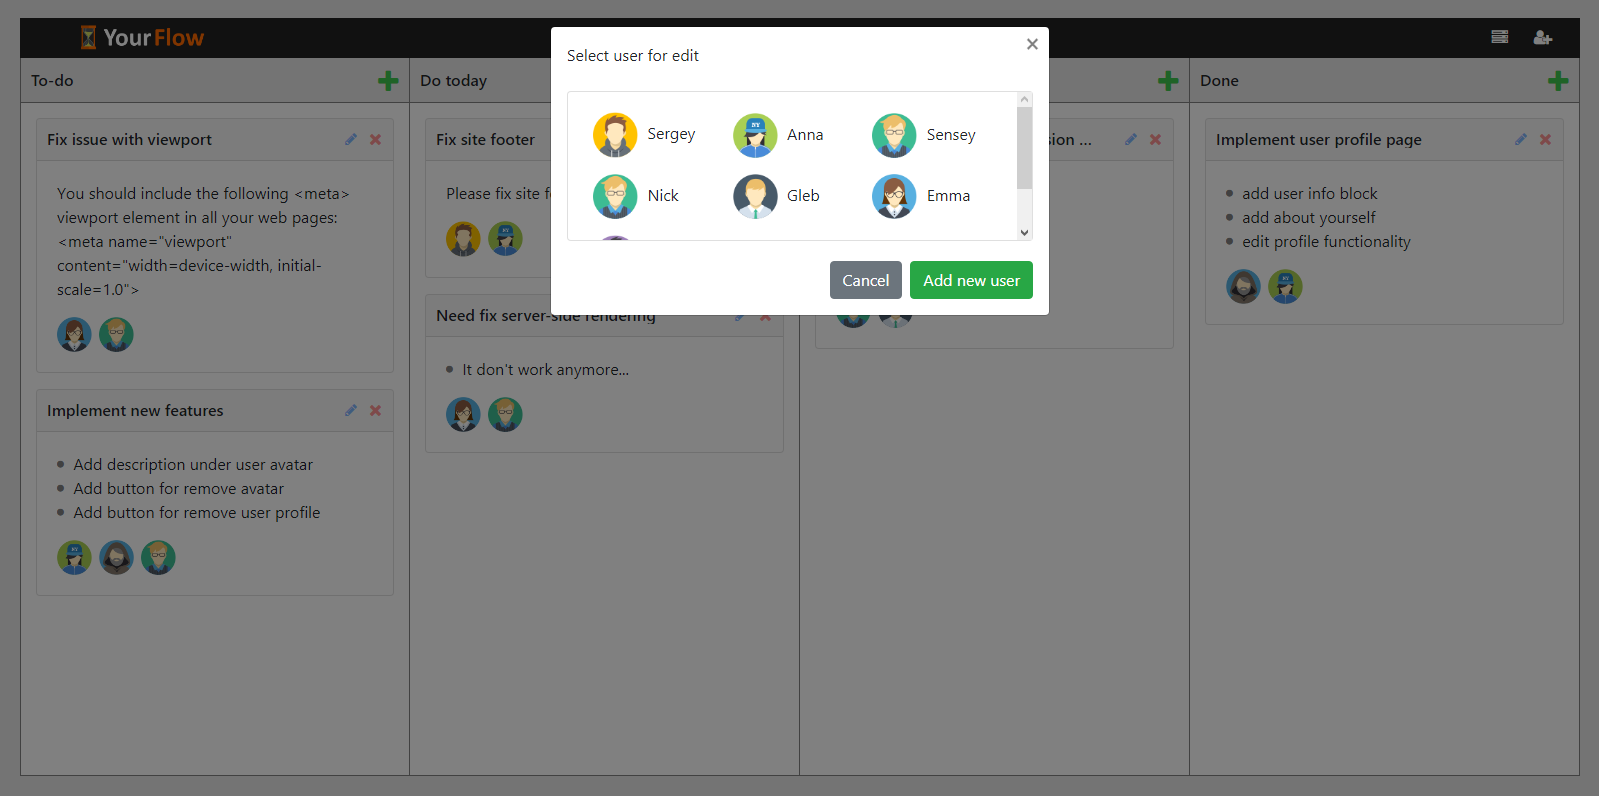 YourFlow
Select user for edit
×
Sergey
Anna
Sensey
Nick
Gleb
Emma
Cancel
Add new user
To-do
Do today
Done
Fix issue with viewport
You should include the following <meta>
viewport element in all your web pages:
<meta name="viewport"
content="width=device-width, initial-
scale=1.0">
Implement new features
Add description under user avatar
Add button for remove avatar
Add button for remove user profile
Fix site footer
Please fix site
Need fix server-side rendering
It don't work anymore...
...
Implement user profile page
add user info block
add about yourself
edit profile functionality